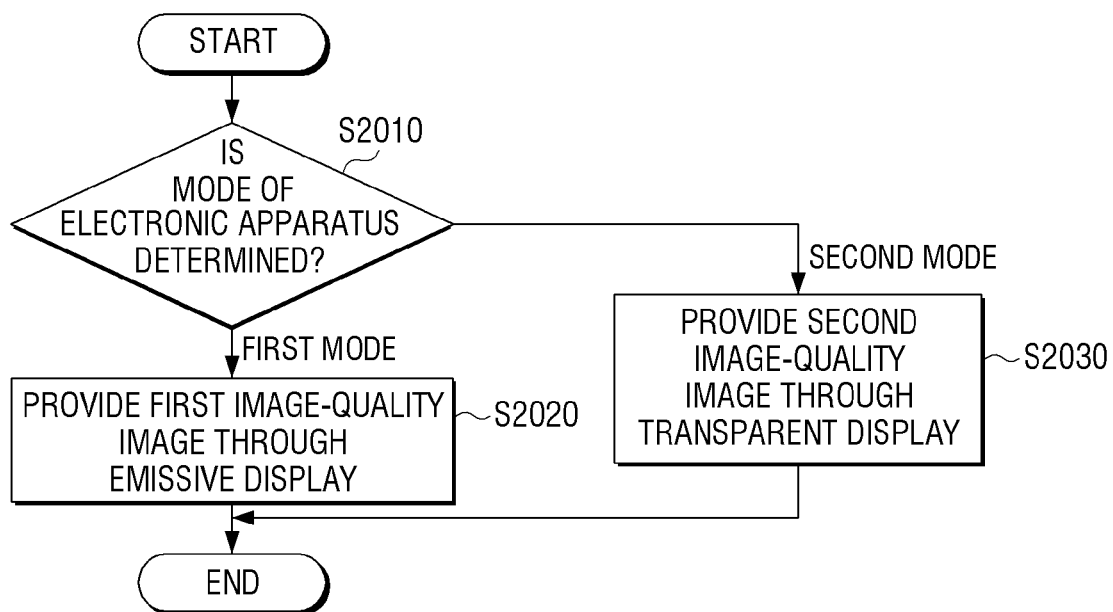 START
S2010
IS
MODE OF
ELECTRONIC APPARATUS
DETERMINED?
SECOND MODE
FIRST MODE
PROVIDE SECOND
IMAGE-QUALITY
IMAGE THROUGH
TRANSPARENT DISPLAY
S2030
PROVIDE FIRST IMAGE-QUALITY
IMAGE THROUGH
EMISSIVE DISPLAY
S2020
END